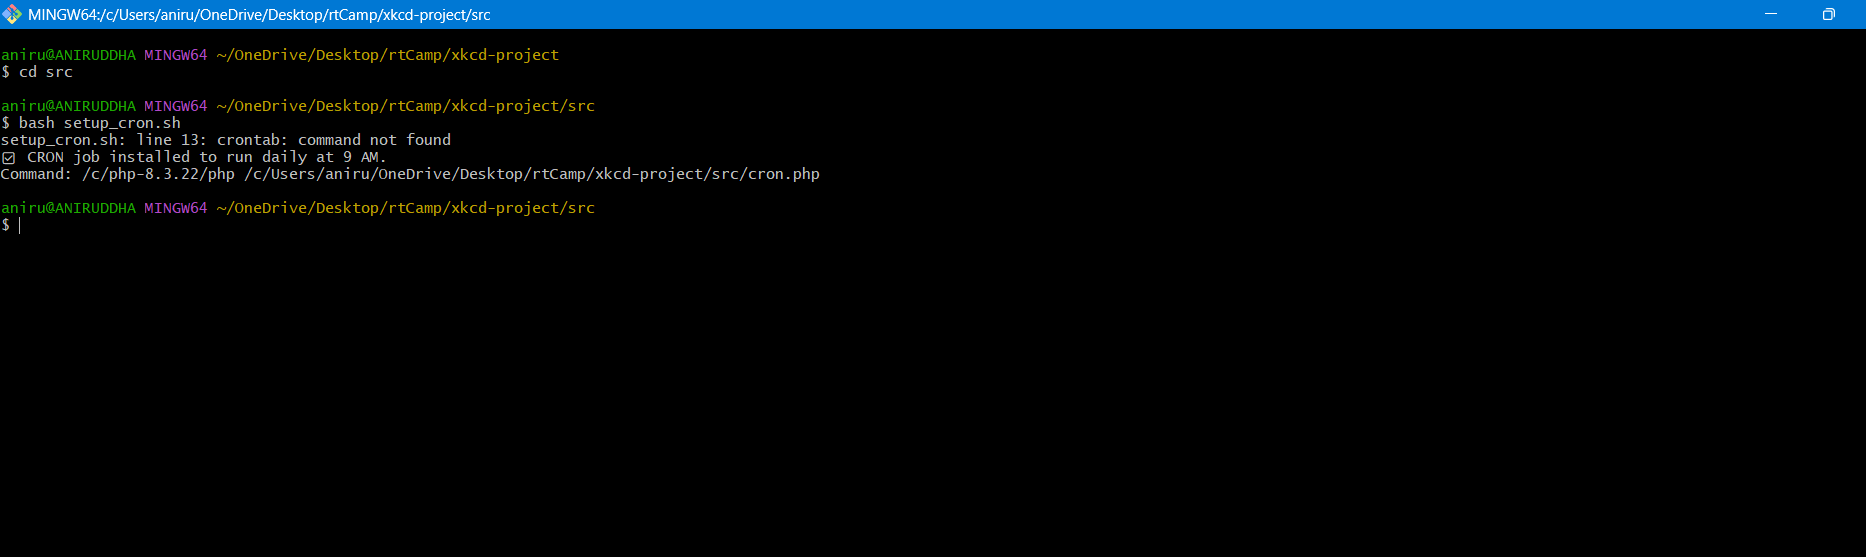 MINGW64:/c/Users/aniru/OneDrive/Desktop/rtCamp/xkcd-project/src
aniru@ANIRUDDHA MINGW64 ~/OneDrive/Desktop/rtCamp/xkcd-project
$ cd src
aniru@ANIRUDDHA MINGW64 ~/OneDrive/Desktop/rtCamp/xkcd-project/src
$ bash setup_cron.sh
setup_cron.sh: line 13: crontab: command not found
☑ CRON job installed to run daily at 9 AM.
Command: /c/php-8.3.22/php /c/Users/aniru/OneDrive/Desktop/rtCamp/xkcd-project/src/cron.php
aniru@ANIRUDDHA MINGW64 ~/OneDrive/Desktop/rtCamp/xkcd-project/src
$